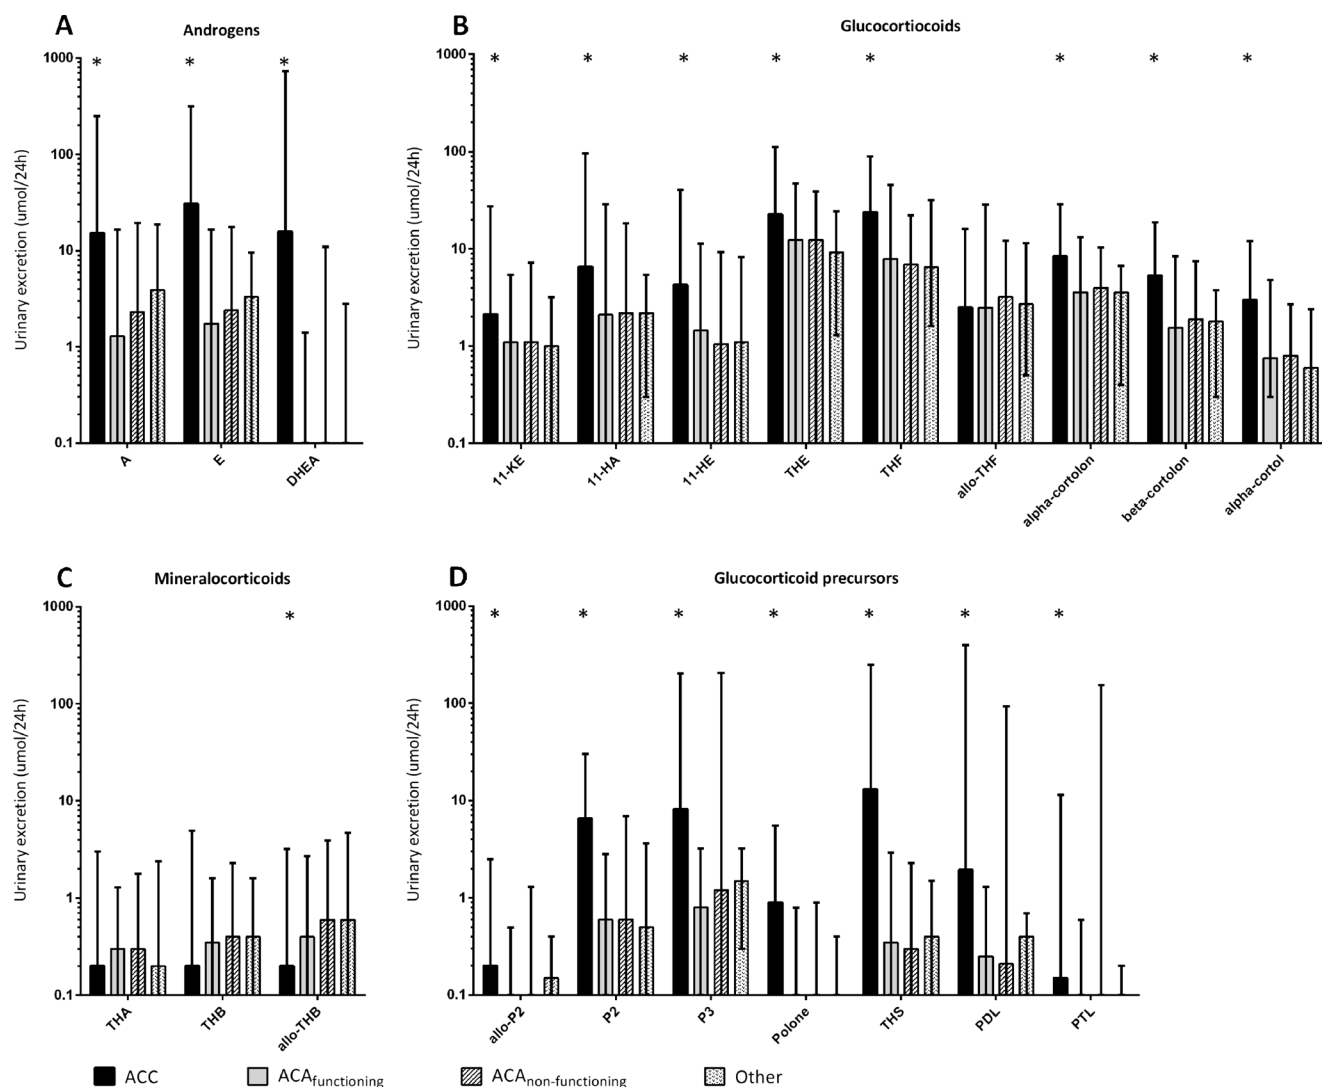 A
Androgens
Urinary excretion (umol/24h)
1000
100
10
1
0.1
*
*
*
A
E
DHEA
B
Glucocortiocoids
Urinary excretion (umol/24h)
1000
100
10
1
0.1
*
*
*
*
*
*
*
*
11-KE
11-HA
11-HE
THE
THF
allo-THF
alpha-cortolon
beta-cortolon
alpha-cortol
C
Mineralocorticoids
Urinary excretion (umol/24h)
1000
100
10
1
0.1
*
THA
THB
allo-THB
D
Glucocorticoid precursors
Urinary excretion (umol/24h)
1000
100
10
1
0.1
*
*
*
*
*
*
*
allo-P2
P2
P3
Polone
THS
PDL
PTL
ACC
ACAfunctioning
ACAnon-functioning
Other